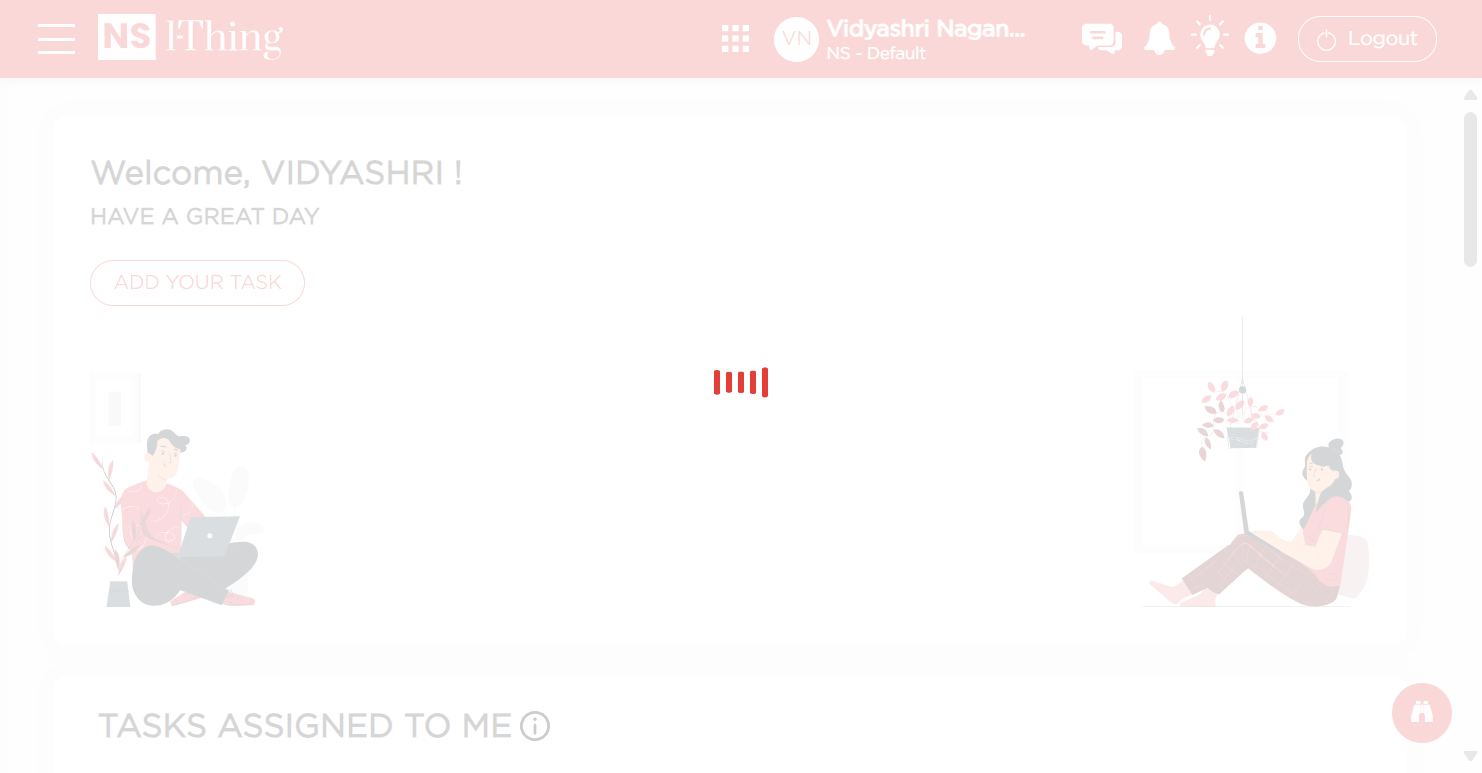 NS I-Thing
VN
Vidyashri Nagan...
NS - Default
Logout
Welcome, VIDYASHRI !
HAVE A GREAT DAY
ADD YOUR TASK
TASKS ASSIGNED TO ME